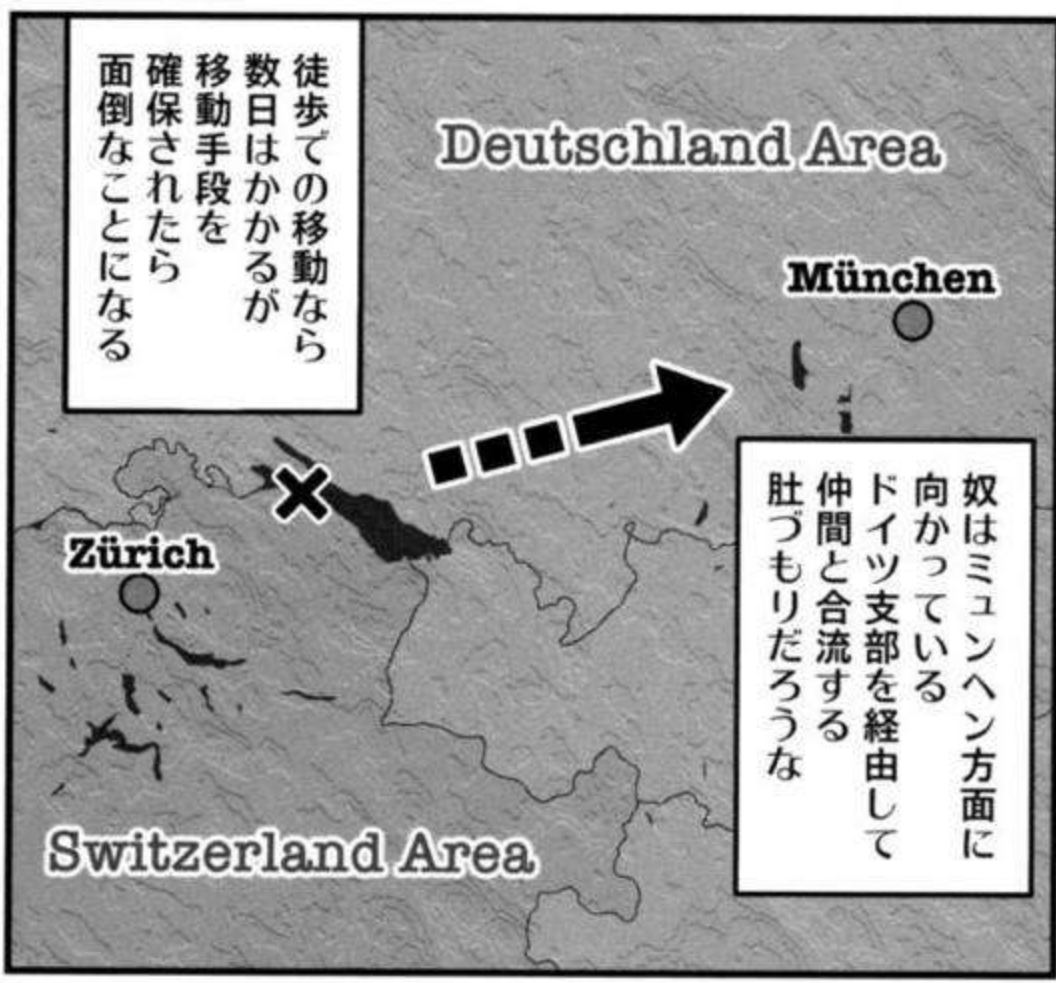 奴はミュンヘン方面に
向かっている
ドイツ支部を経由して
仲間と合流する
肚づもりだろうな
徒歩での移動なら
数日はかかるが
移動手段を
確保されたら
面倒なことになる
Deutschland Area
München
Zürich
Switzerland Area